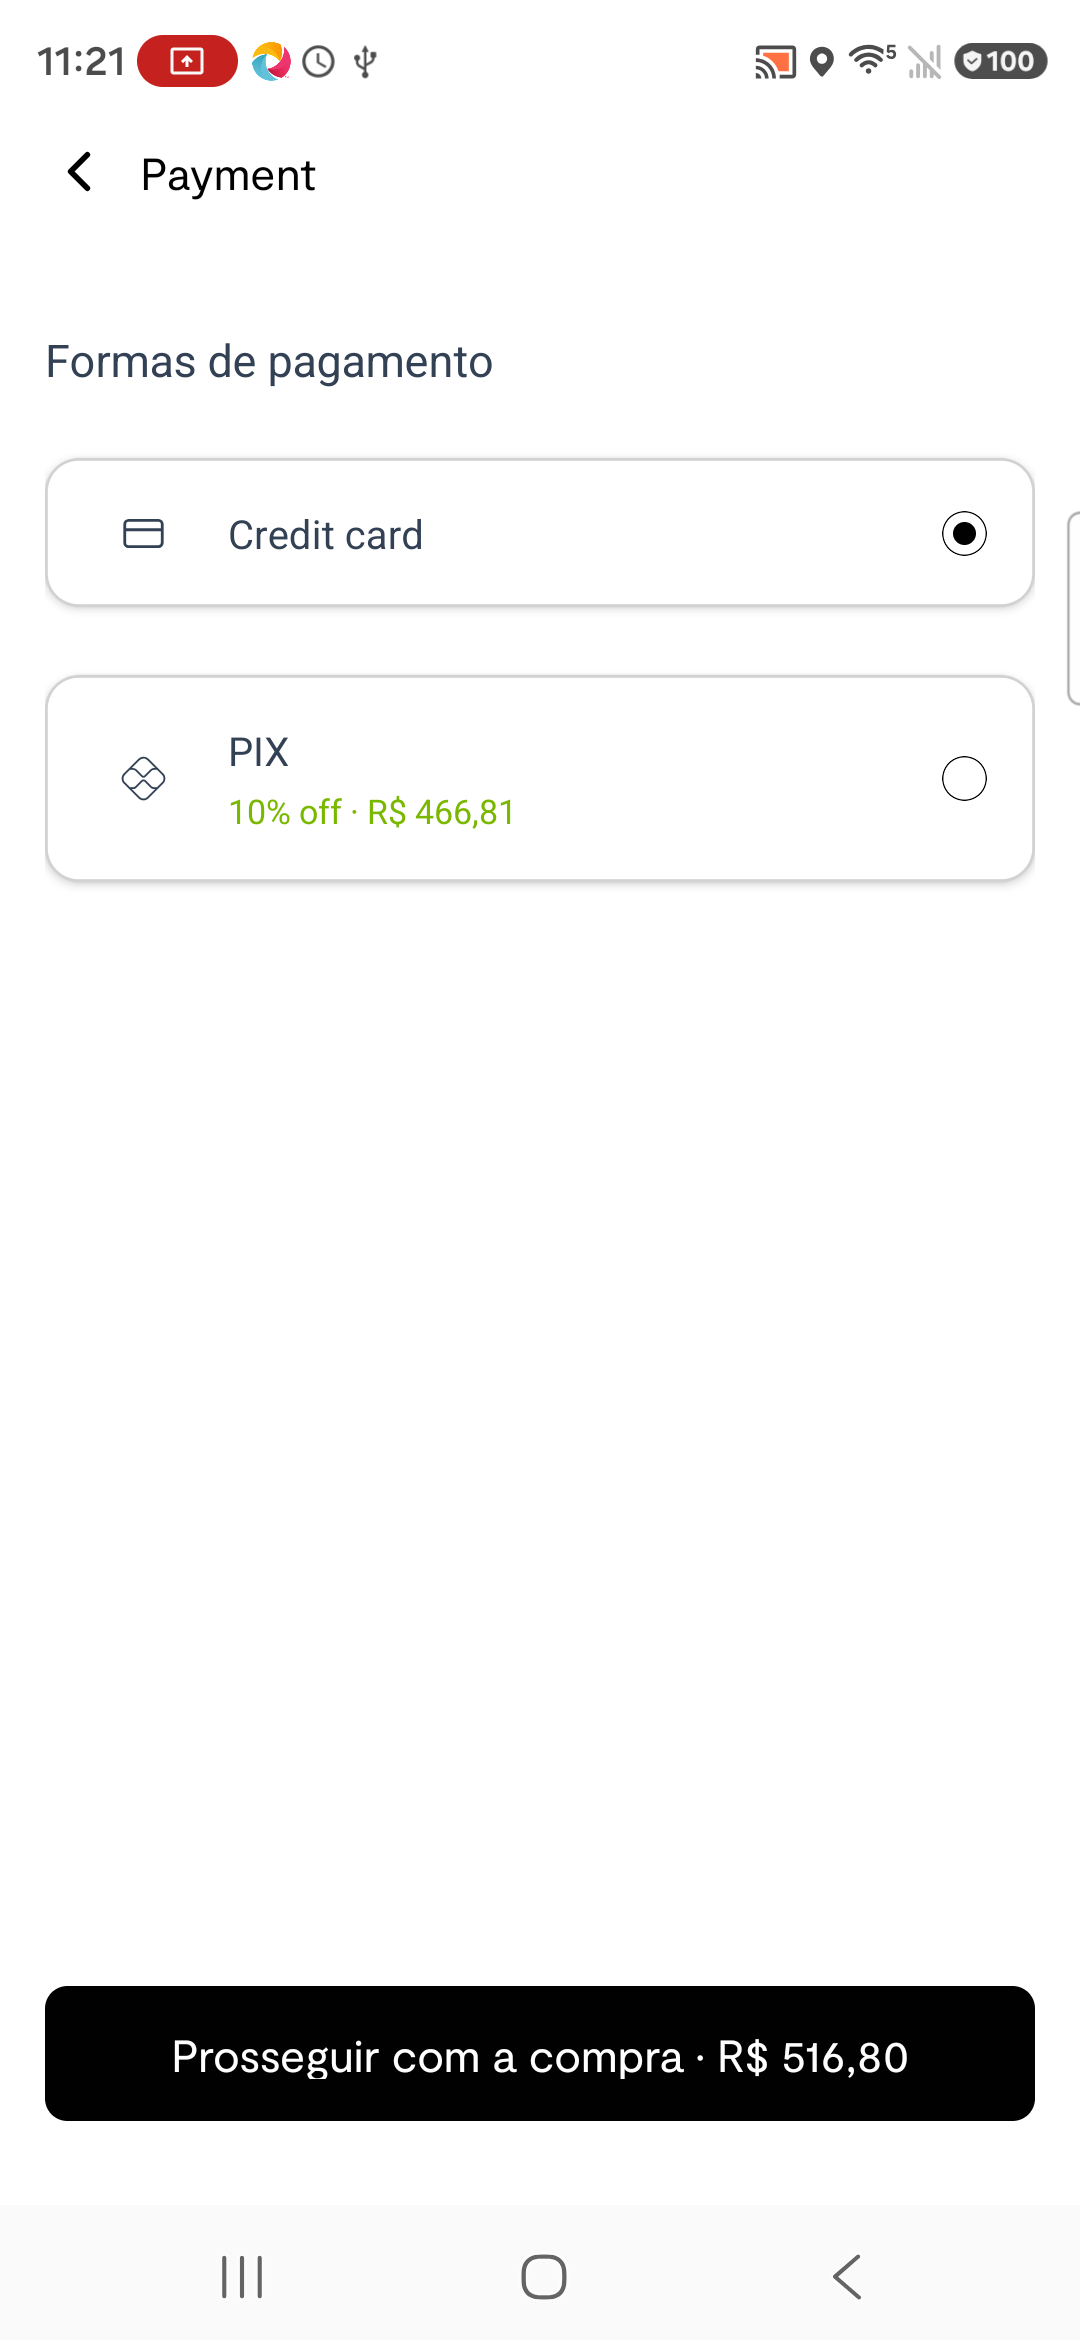 11:21
5
100
Payment
Formas de pagamento
Credit card
PIX
10% off · R$ 466,81
Prosseguir com a compra · R$ 516,80